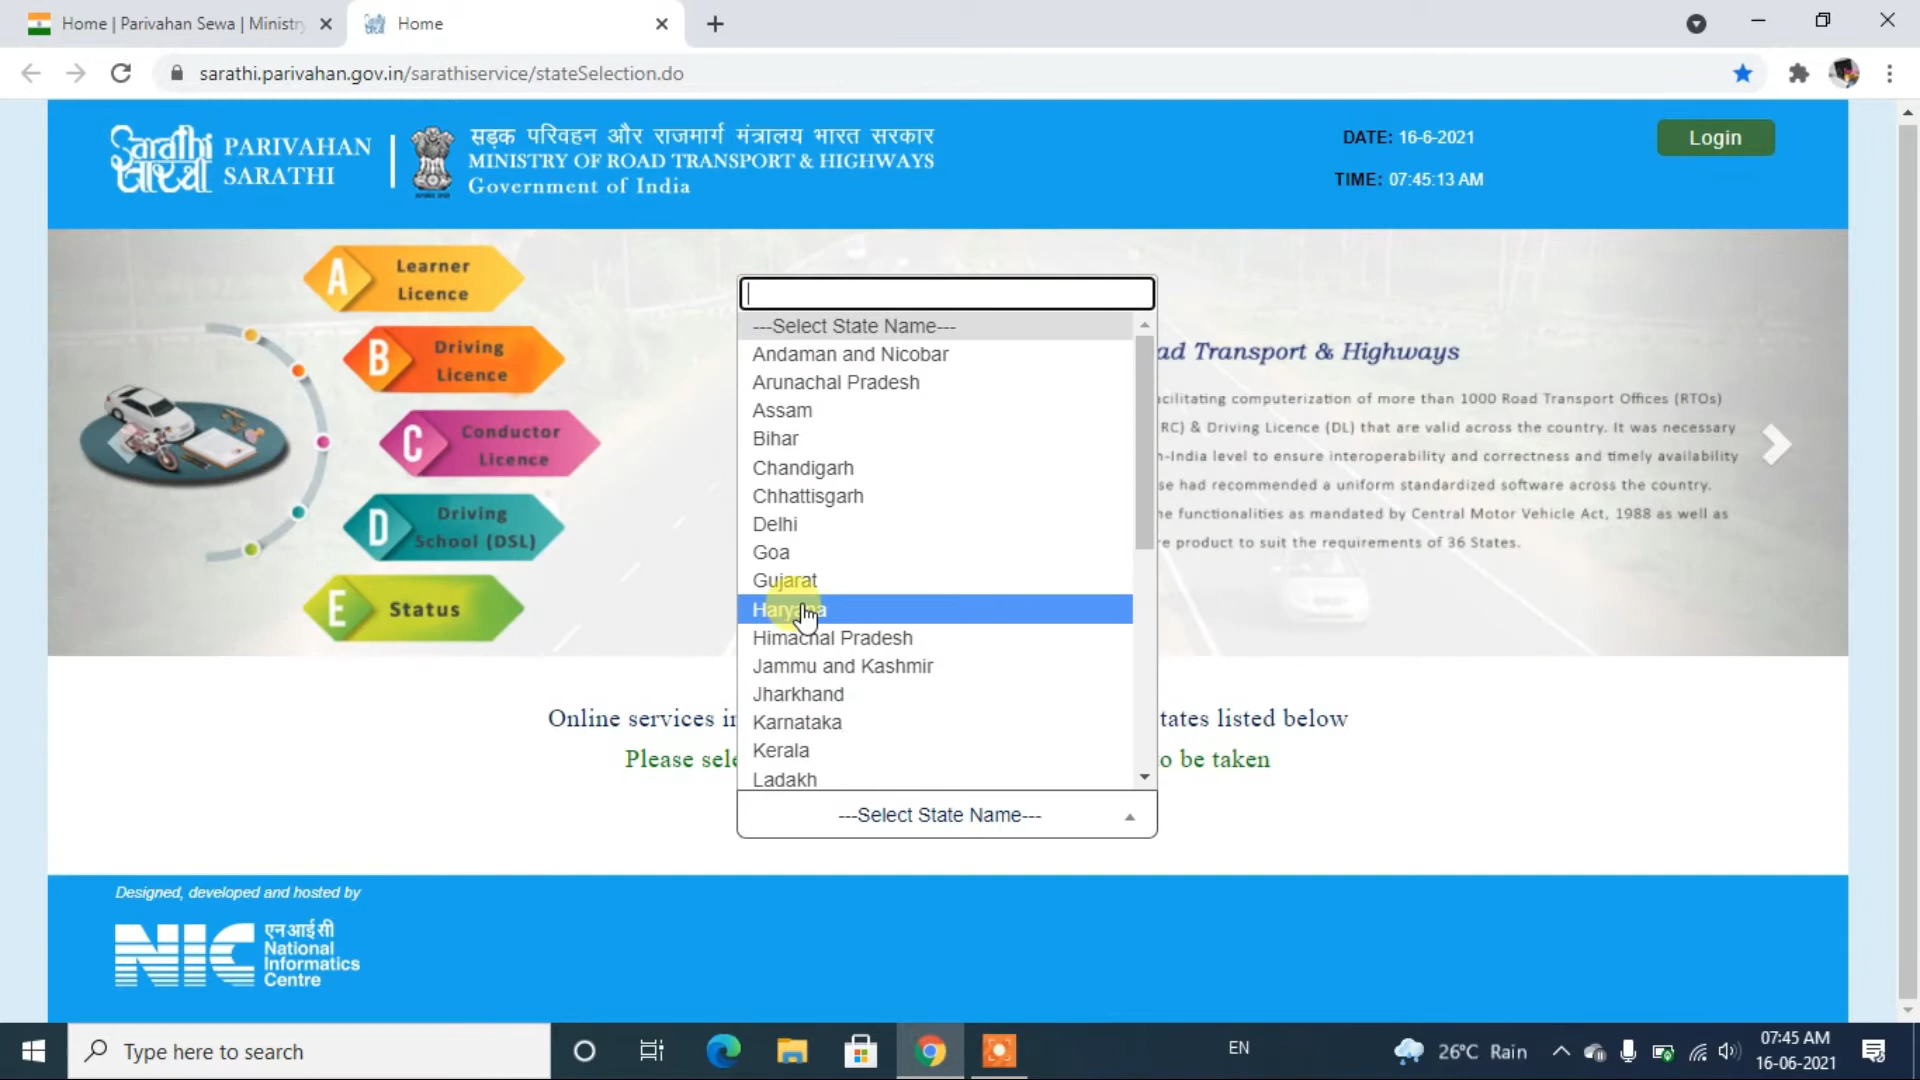 Home | Parivahan Sewa | Ministry
Home
sarathi.parivahan.gov.in/sarathiservice/stateSelection.do
Sarathi
सारथी
PARIVAHAN
SARATHI
सड़क परिवहन और राजमार्ग मंत्रालय भारत सरकार
MINISTRY OF ROAD TRANSPORT & HIGHWAYS
Government of India
DATE: 16-6-2021
TIME: 07:45:13 AM
Login
A Learner
Licence
B Driving
Licence
C Conductor
Licence
D Driving
School (DSL)
E Status
---Select State Name---
Andaman and Nicobar
Arunachal Pradesh
Assam
Bihar
Chandigarh
Chhattisgarh
Delhi
Goa
Gujarat
Haryana
Himachal Pradesh
Jammu and Kashmir
Jharkhand
Karnataka
Kerala
Ladakh
---Select State Name---
Transport & Highways
computerization of more than 1000 Road Transport Offices (RTOs)
RC) & Driving Licence (DL) that are valid across the country. It was necessary
-India level to ensure interoperability and correctness and timely availability
had recommended a uniform standardized software across the country.
functionalities as mandated by Central Motor Vehicle Act, 1988 as well as
product to suit the requirements of 36 States.
Online services
listed below
Please
be taken
Designed, developed and hosted by
NIC
एन आई सी
National
Informatics
Centre
Type here to search
EN
26°C Rain
07:45 AM
16-06-2021